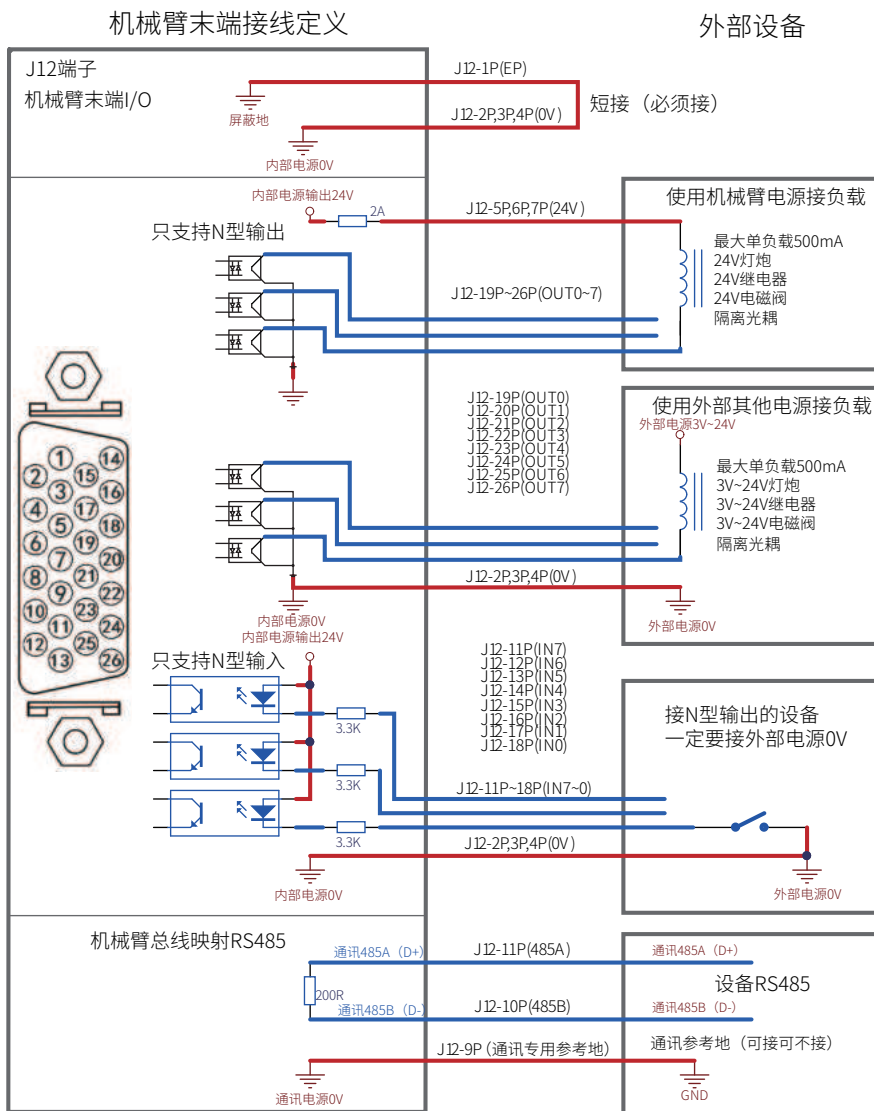 机械臂末端接线定义
外部设备
J12端子
机械臂末端I/O
屏蔽地
内部电源0V
J12-1P(EP)
J12-2P,3P,4P(0V)
短接（必须接）
内部电源输出24V
2A
只支持N型输出
J12-5P,6P,7P(24V)
J12-19P~26P(OUT0~7)
使用机械臂电源接负载
最大单负载500mA
24V灯炮
24V继电器
24V电磁阀
隔离光耦
J12-19P(OUT0)
J12-20P(OUT1)
J12-21P(OUT2)
J12-22P(OUT3)
J12-23P(OUT4)
J12-24P(OUT5)
J12-25P(OUT6)
J12-26P(OUT7)
使用外部其他电源接负载
外部电源3V~24V
最大单负载500mA
3V~24V灯炮
3V~24V继电器
3V~24V电磁阀
隔离光耦
J12-2P,3P,4P(0V)
内部电源0V
外部电源0V
1
14
2
15
3
16
4
17
5
18
6
19
7
20
8
21
9
22
10
23
11
24
12
25
13
26
内部电源输出24V
只支持N型输入
3.3K
3.3K
3.3K
J12-11P(IN7)
J12-12P(IN6)
J12-13P(IN5)
J12-14P(IN4)
J12-15P(IN3)
J12-16P(IN2)
J12-17P(IN1)
J12-18P(IN0)
J12-11P~18P(IN7~0)
J12-2P,3P,4P(0V)
内部电源0V
接N型输出的设备
一定要接外部电源0V
外部电源0V
机械臂总线映射RS485
通讯485A（D+）
J12-11P(485A)
通讯485A（D+）
200R
设备RS485
通讯485B（D-）
J12-10P(485B)
通讯485B（D-）
J12-9P（通讯专用参考地）
通讯参考地（可接可不接）
通讯电源0V
GND